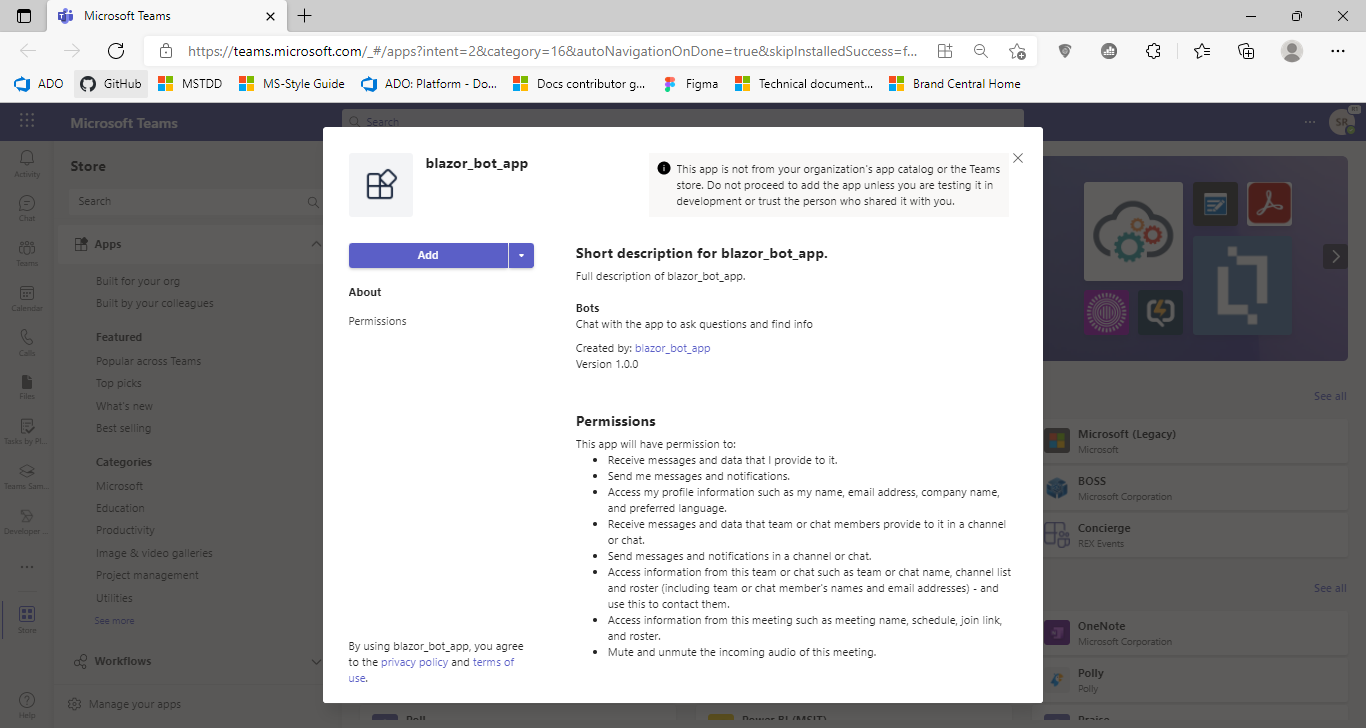 Microsoft Teams
https://teams.microsoft.com/_#/apps?intent=2&category=16&autoNavigationOnDone=true&skipInstalledSuccess=f...
ADO
GitHub
MSTDD
MS-Style Guide
ADO: Platform - Do...
Docs contributor g...
Figma
Technical document...
Brand Central Home
Microsoft Teams
Search
SR
Activity
Chat
Teams
Calendar
Calls
Files
Tasks by Pl...
Teams Sam...
Developer ...
Store
Help
Store
Search
Apps
Built for your org
Built by your colleagues
Featured
Popular across Teams
Top picks
What's new
Best selling
Categories
Microsoft
Education
Productivity
Image & video galleries
Project management
Utilities
See more
Workflows
Manage your apps
blazor_bot_app
This app is not from your organization's app catalog or the Teams
store. Do not proceed to add the app unless you are testing it in
development or trust the person who shared it with you.
Add
About
Permissions
By using blazor_bot_app, you agree
to the privacy policy and terms of
use.
Short description for blazor_bot_app.
Full description of blazor_bot_app.
Bots
Chat with the app to ask questions and find info
Created by: blazor_bot_app
Version 1.0.0
Permissions
This app will have permission to:
Receive messages and data that I provide to it.
Send me messages and notifications.
Access my profile information such as my name, email address, company name,
and preferred language.
Receive messages and data that team or chat members provide to it in a channel
or chat.
Send messages and notifications in a channel or chat.
Access information from this team or chat such as team or chat name, channel list
and roster (including team or chat member's names and email addresses) - and
use this to contact them.
Access information from this meeting such as meeting name, schedule, join link,
and roster.
Mute and unmute the incoming audio of this meeting.
See all
Microsoft (Legacy)
Microsoft
BOSS
Microsoft Corporation
Concierge
REX Events
See all
OneNote
Microsoft Corporation
Polly
Polly
Poll
Power BI (MSIT)
Praise